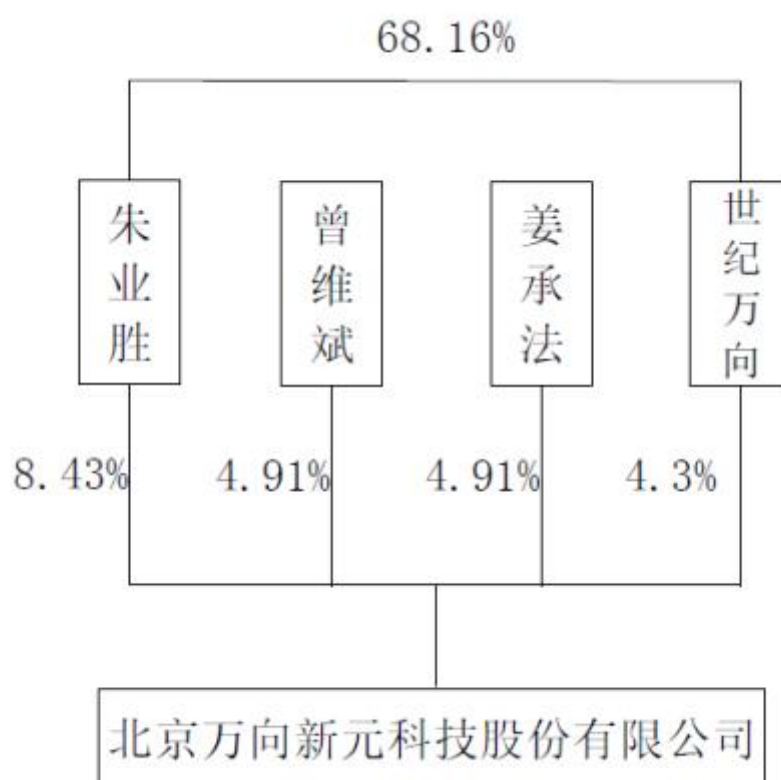 68.16%
朱业胜
曾维斌
姜承法
世纪万向
8.43%
4.91%
4.91%
4.3%
北京万向新元科技股份有限公司